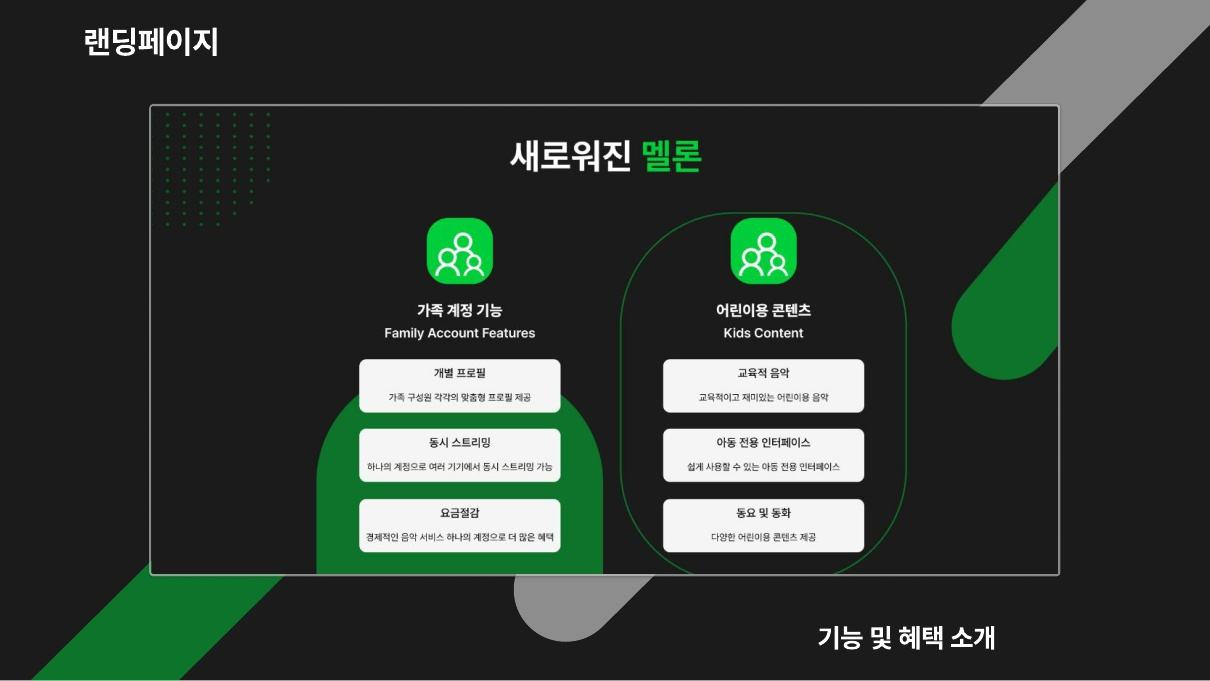 랜딩페이지
새로워진 멜론
가족 계정 기능
Family Account Features
개별 프로필
가족 구성원 각각의 맞춤형 프로필 제공
동시 스트리밍
하나의 계정으로 여러 기기에서 동시 스트리밍 가능
요금절감
경제적인 음악 서비스 하나의 계정으로 더 많은 혜택
어린이용 콘텐츠
Kids Content
교육적 음악
교육적이고 재미있는 어린이용 음악
아동 전용 인터페이스
쉽게 사용할 수 있는 아동 전용 인터페이스
동요 및 동화
다양한 어린이용 콘텐츠 제공
기능 및 혜택 소개